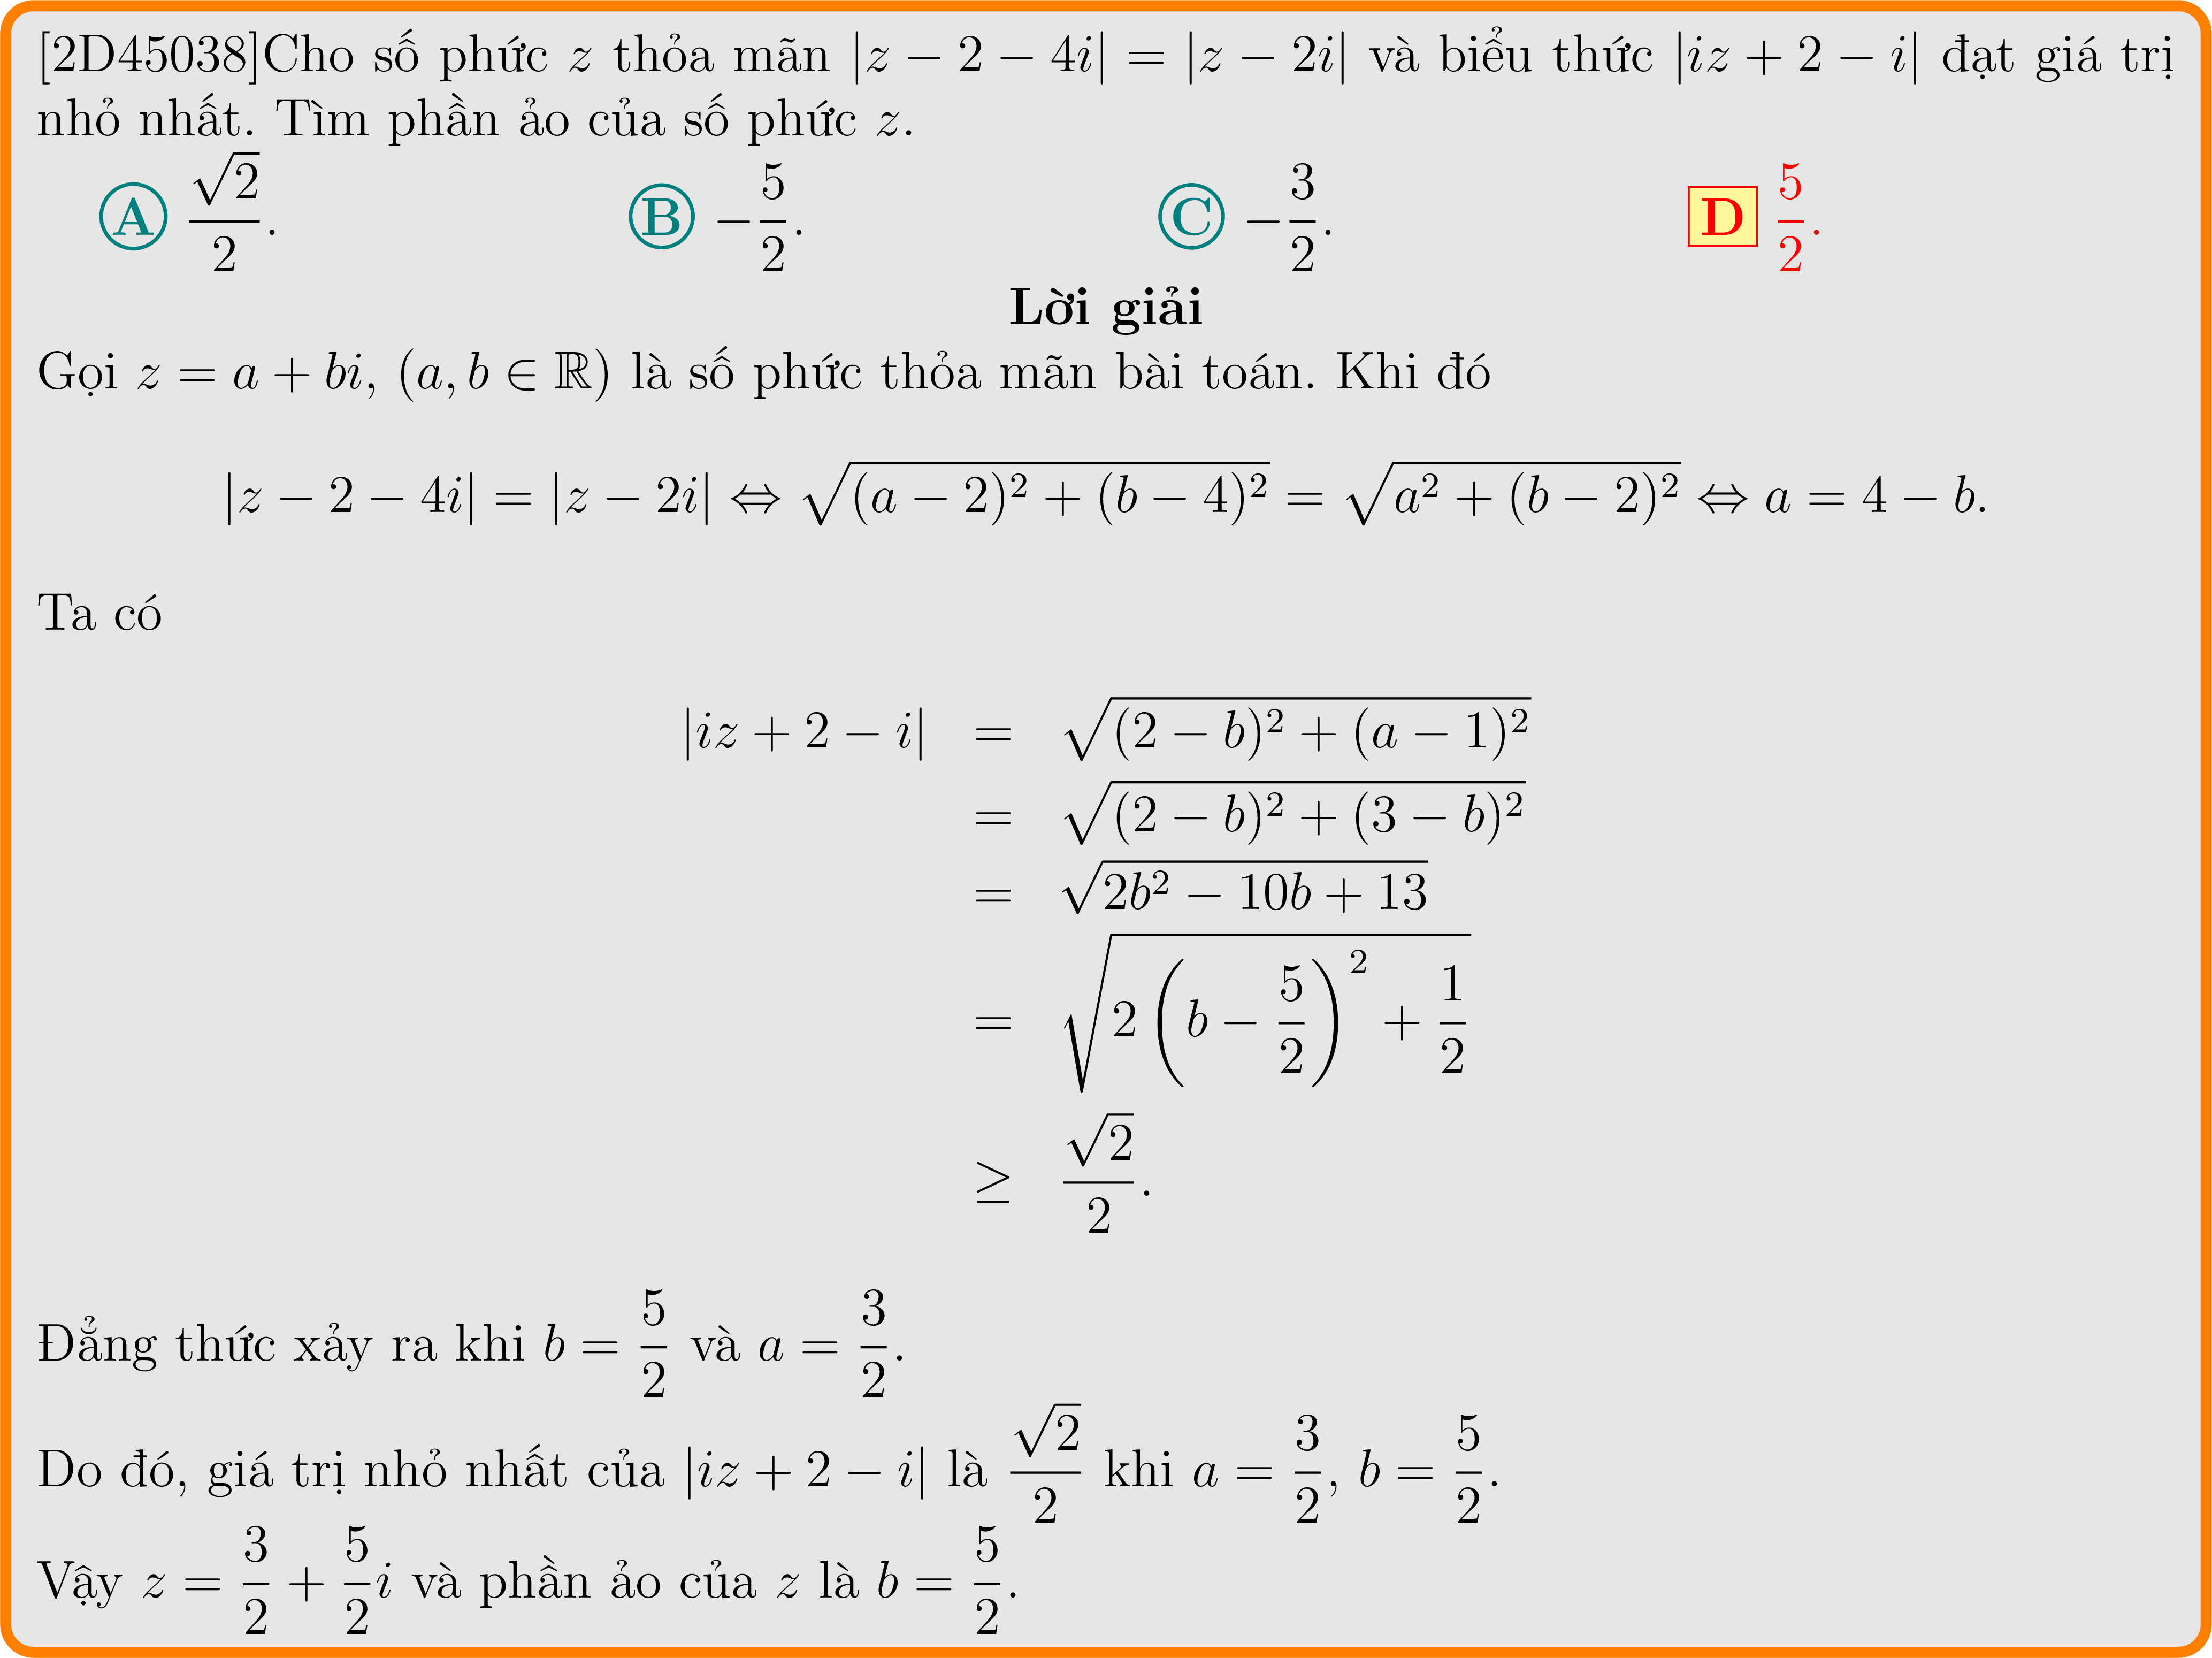 [2D45038]Cho số phức z thỏa mãn |z − 2 − 4i| = |z − 2i| và biểu thức |iz + 2 − i| đạt giá trị
nhỏ nhất. Tìm phần ảo của số phức z.
A $\frac{\sqrt{2}}{2}$. B $-\frac{5}{2}$. C $-\frac{3}{2}$. D $\frac{5}{2}$.
Lời giải
Gọi z = a + bi, (a, b ∈ ℝ) là số phức thỏa mãn bài toán. Khi đó
$|z - 2 - 4i| = |z - 2i| \Leftrightarrow \sqrt{(a - 2)^2 + (b - 4)^2} = \sqrt{a^2 + (b - 2)^2} \Leftrightarrow a = 4 - b.$
Ta có
$|iz + 2 - i| = \sqrt{(2 - b)^2 + (a - 1)^2}$
$= \sqrt{(2 - b)^2 + (3 - b)^2}$
$= \sqrt{2b^2 - 10b + 13}$
$= \sqrt{2\left(b - \frac{5}{2}\right)^2 + \frac{1}{2}}$
$\geq \frac{\sqrt{2}}{2}.$
Đẳng thức xảy ra khi $b = \frac{5}{2}$ và $a = \frac{3}{2}$.
Do đó, giá trị nhỏ nhất của |iz + 2 − i| là $\frac{\sqrt{2}}{2}$ khi $a = \frac{3}{2}$, $b = \frac{5}{2}$.
Vậy $z = \frac{3}{2} + \frac{5}{2}i$ và phần ảo của z là $b = \frac{5}{2}$.